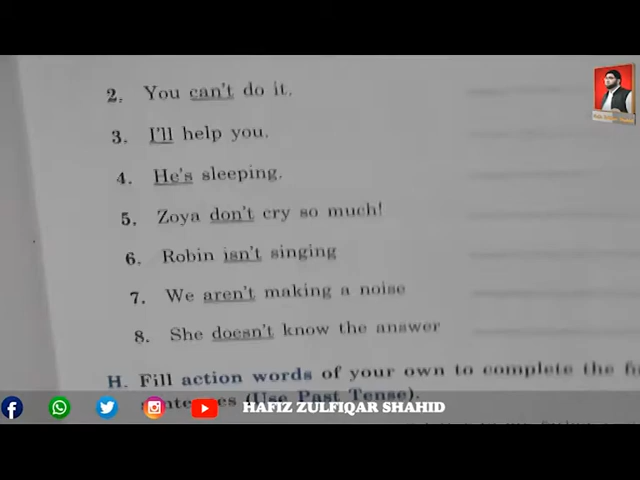 2. You can't do it.
3. I'll help you.
4. He's sleeping.
5. Zoya don't cry so much!
6. Robin isn't singing
7. We aren't making a noise
8. She doesn't know the answer
H. Fill action words of your own to complete the
(Use Past Tense).
HAFIZ ZULFIQAR SHAHID